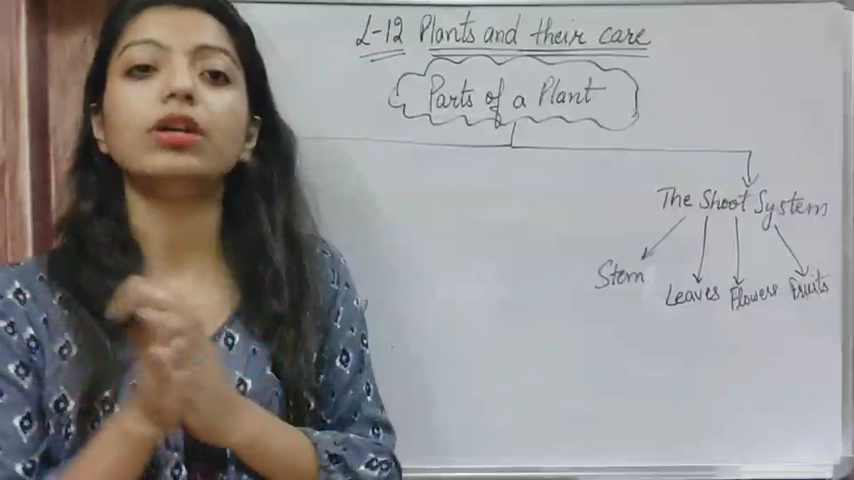 L-12 Plants and their care
Parts of a Plant
The Shoot System
Stem Leaves Flowers Fruits